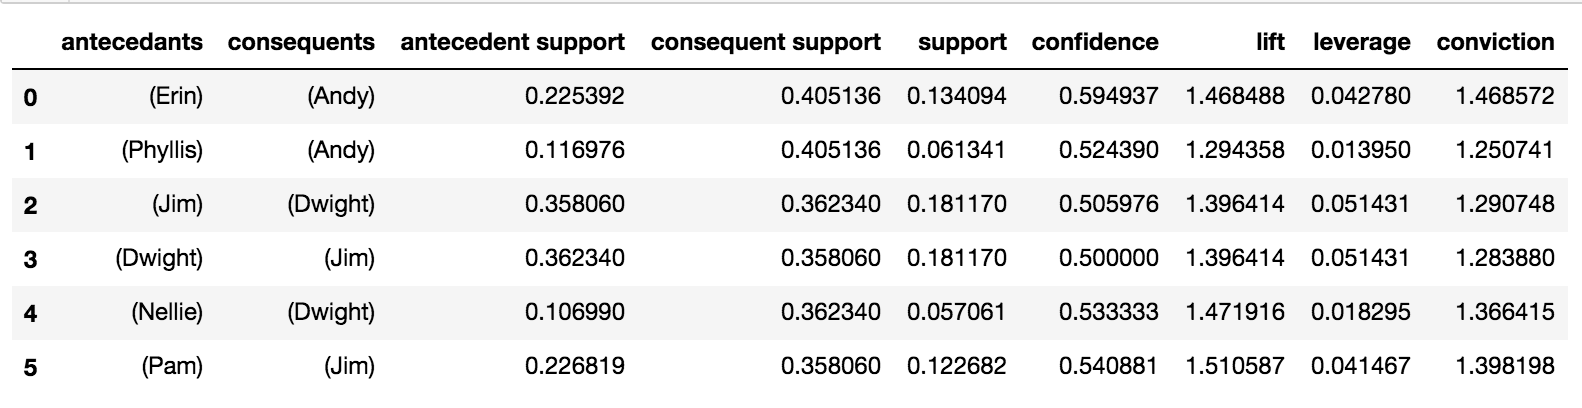 antecedants consequents antecedent support consequent support support confidence lift leverage conviction
0 (Erin) (Andy) 0.225392 0.405136 0.134094 0.594937 1.468488 0.042780 1.468572
1 (Phyllis) (Andy) 0.116976 0.405136 0.061341 0.524390 1.294358 0.013950 1.250741
2 (Jim) (Dwight) 0.358060 0.362340 0.181170 0.505976 1.396414 0.051431 1.290748
3 (Dwight) (Jim) 0.362340 0.358060 0.181170 0.500000 1.396414 0.051431 1.283880
4 (Nellie) (Dwight) 0.106990 0.362340 0.057061 0.533333 1.471916 0.018295 1.366415
5 (Pam) (Jim) 0.226819 0.358060 0.122682 0.540881 1.510587 0.041467 1.398198